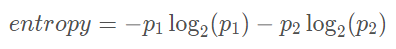 entropy = −p₁ log₂(p₁) − p₂ log₂(p₂)